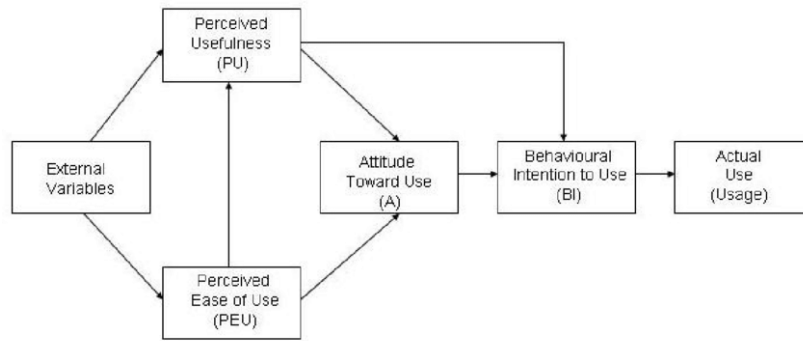 Perceived
Usefulness
(PU)
External
Variables
Attitude
Toward Use
(A)
Behavioural
Intention to Use
(BI)
Actual
Use
(Usage)
Perceived
Ease of Use
(PEU)